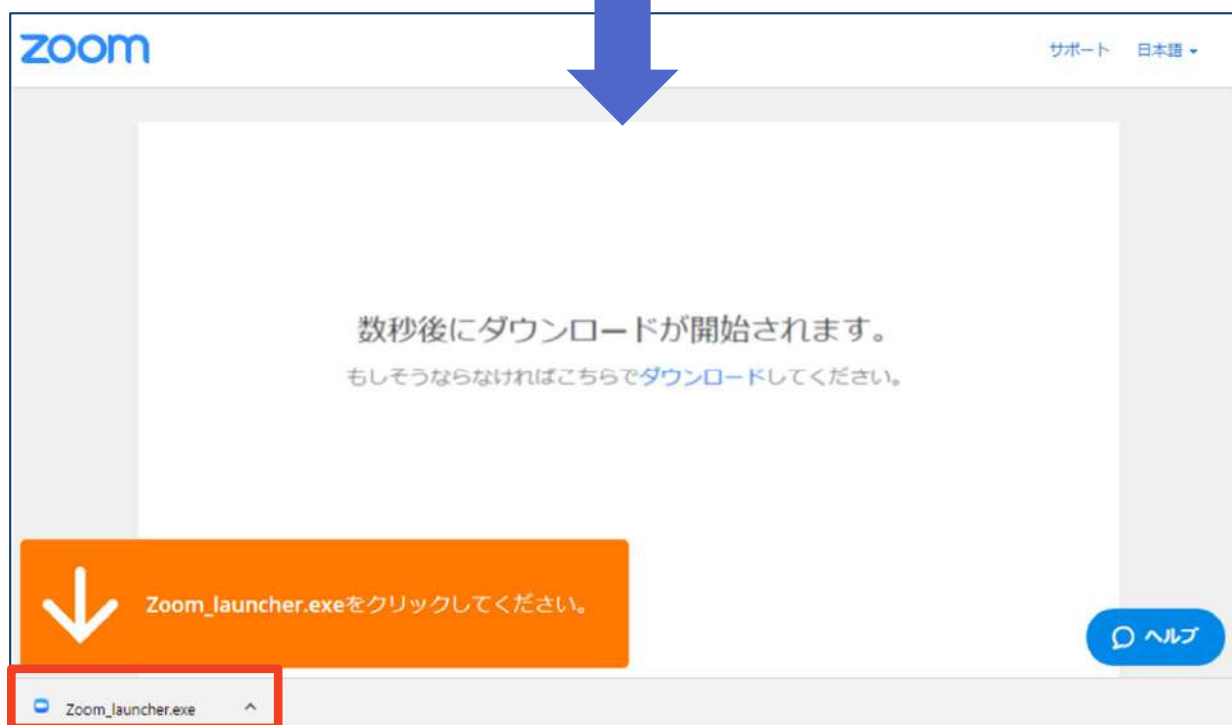 zoom
サポート 日本語
数秒後にダウンロードが開始されます。
もしそうならなければこちらでダウンロードしてください。
Zoom_launcher.exeをクリックしてください。
ヘルプ
Zoom_launcher.exe